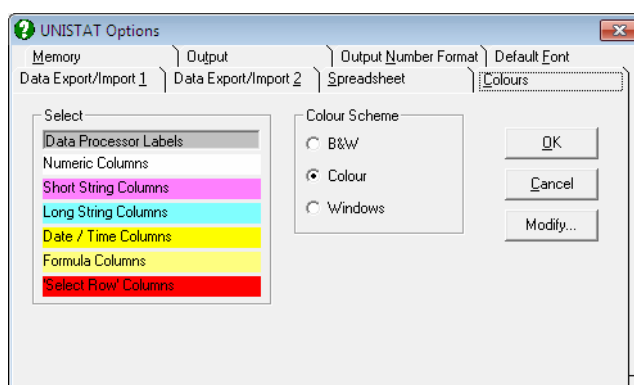 UNISTAT Options
Memory
Output
Output Number Format
Default Font
Data Export/Import 1
Data Export/Import 2
Spreadsheet
Colours
Select
Data Processor Labels
Numeric Columns
Short String Columns
Long String Columns
Date / Time Columns
Formula Columns
'Select Row' Columns
Colour Scheme
B&W
Colour
Windows
OK
Cancel
Modify...